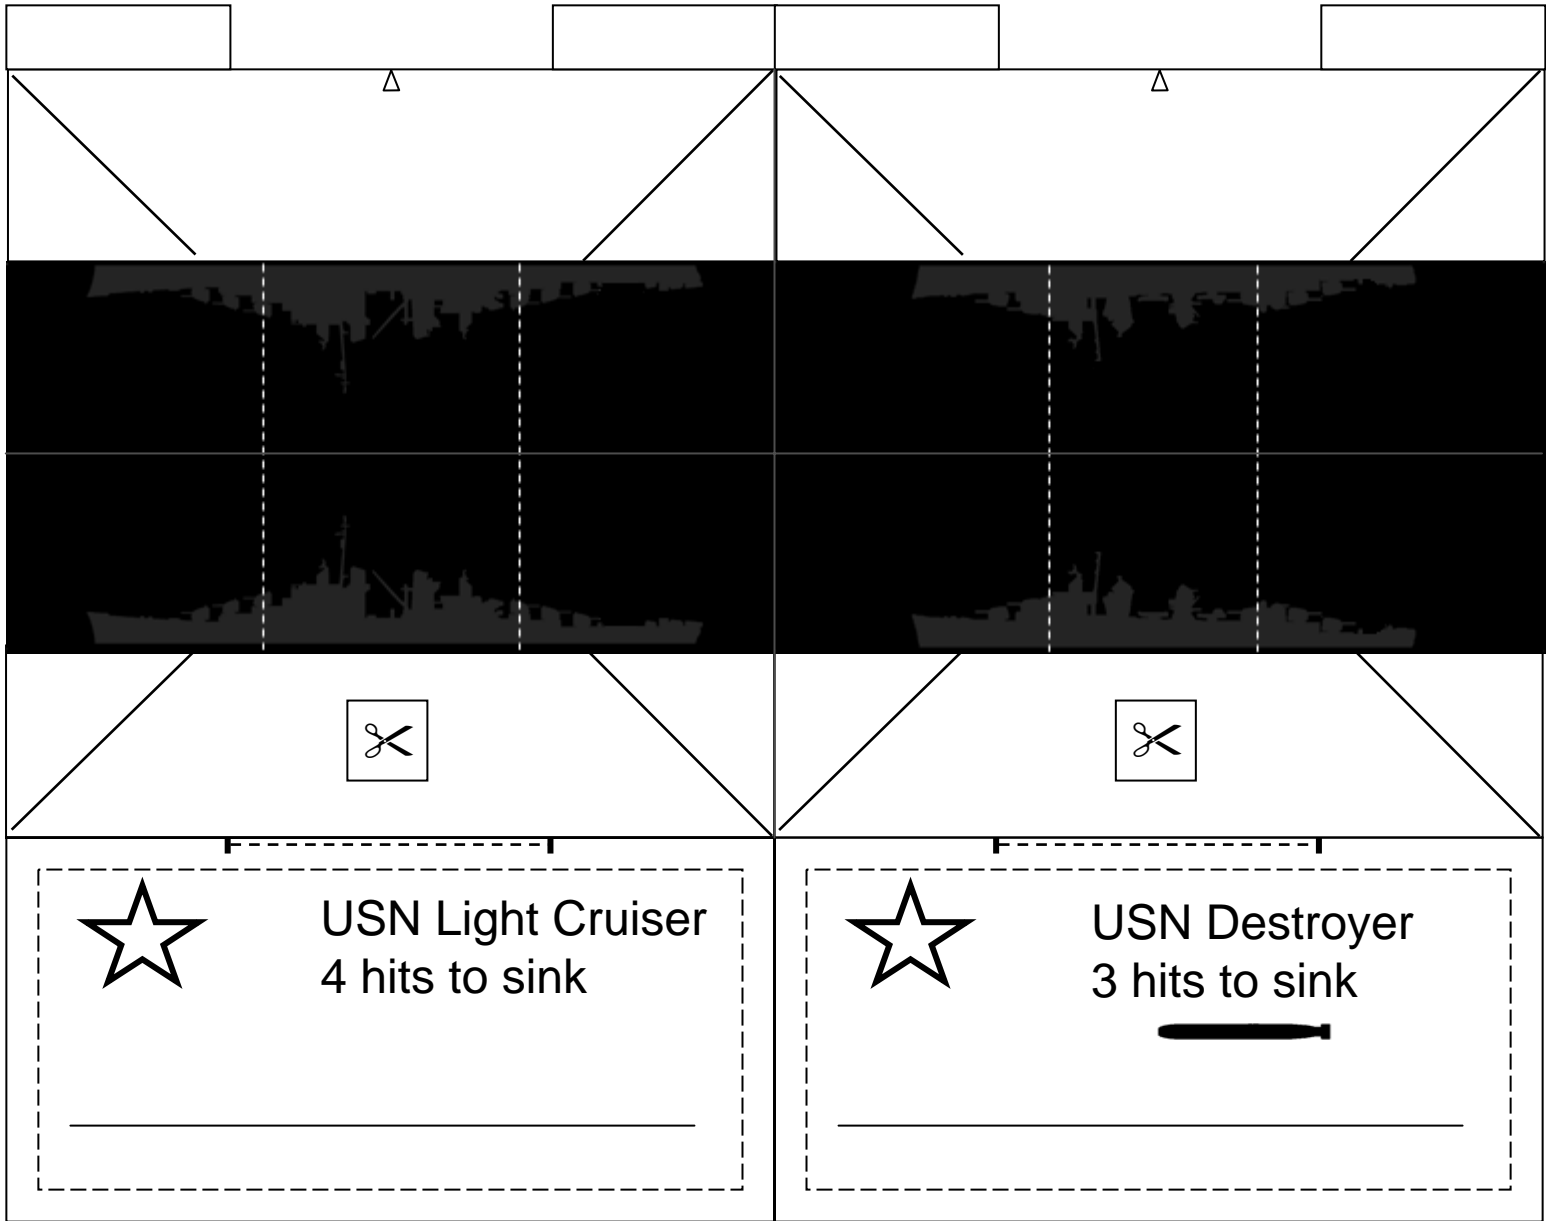 USN Light Cruiser
4 hits to sink
USN Destroyer
3 hits to sink